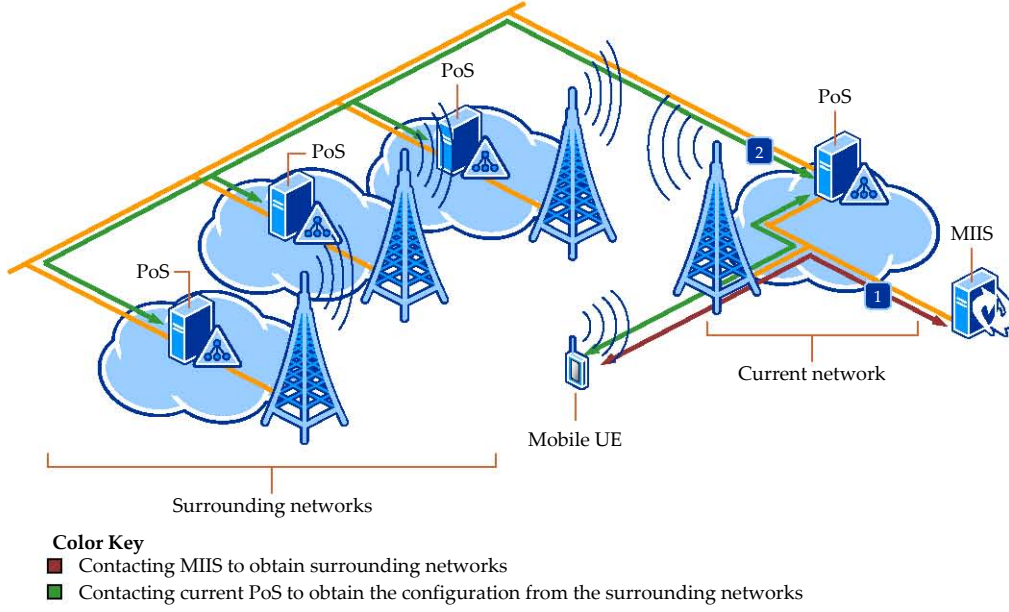 PoS
PoS
2
PoS
MIIS
PoS
1
Current network
Mobile UE
Surrounding networks
Color Key
Contacting MIIS to obtain surrounding networks
Contacting current PoS to obtain the configuration from the surrounding networks